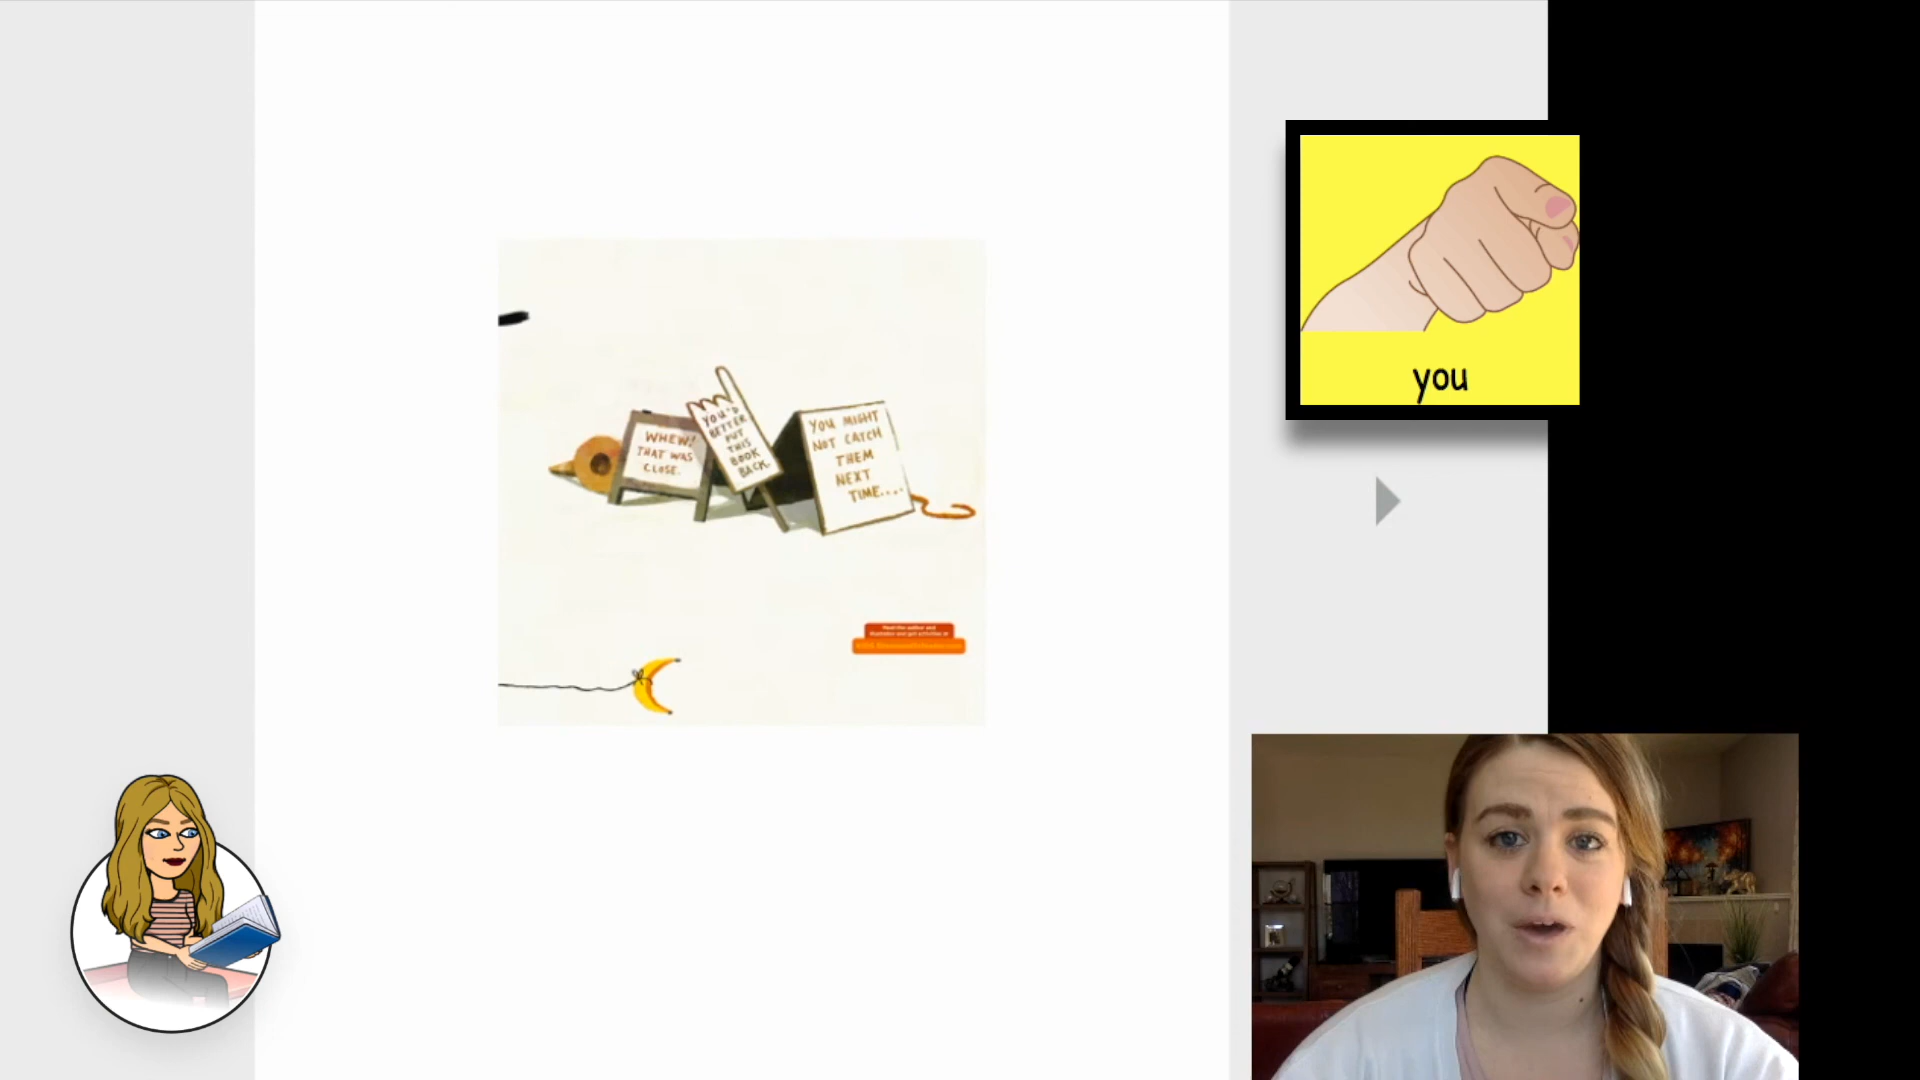 WHEW!
THAT WAS
CLOSE.
YOU'D
BETTER
PUT
THIS
BOOK
BACK.
YOU MIGHT
NOT CATCH
THEM
NEXT
TIME....
you